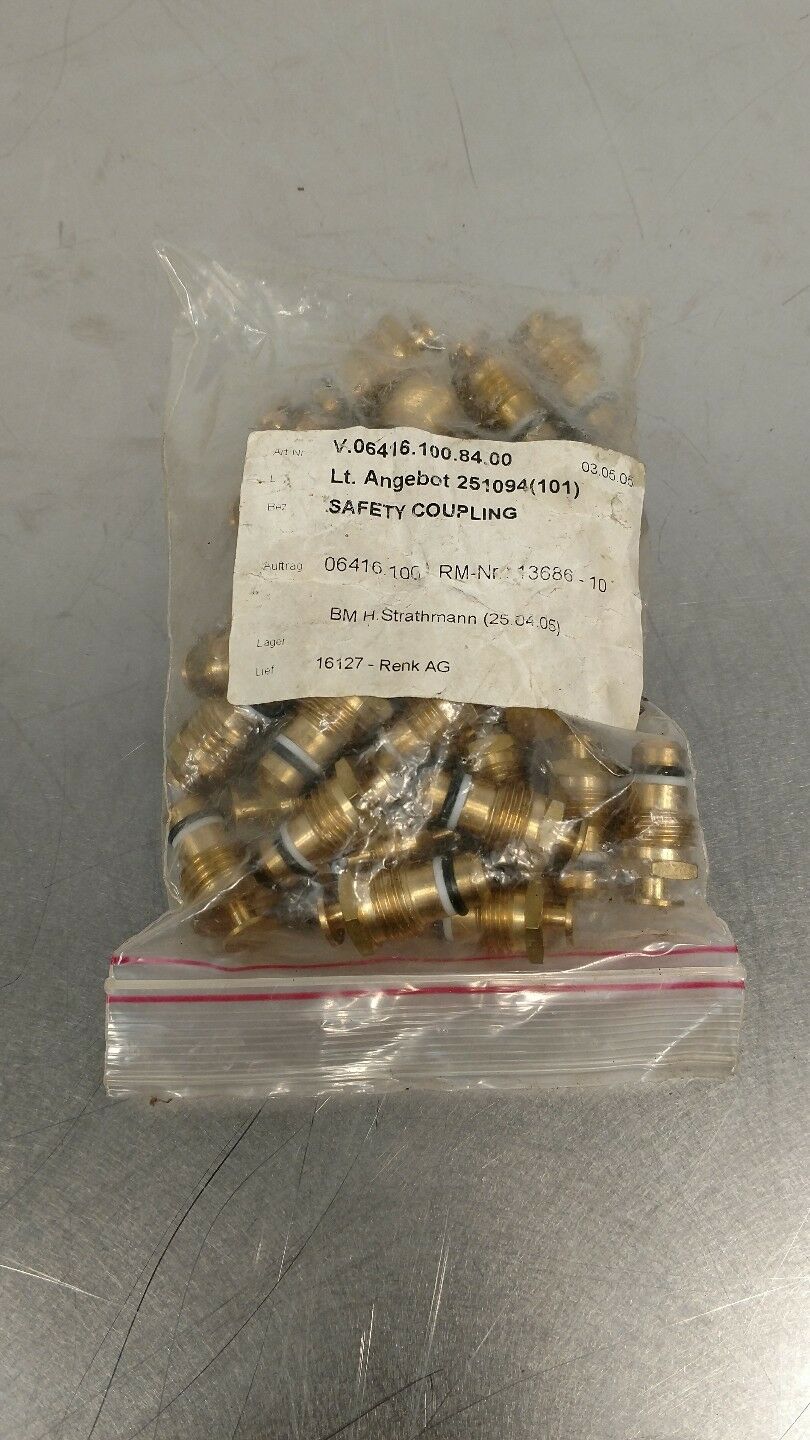 Art Nr V.06416.100.84.00 03.05.05
Lt. Angebot 251094(101)
Bez SAFETY COUPLING
Auftrag 06416.100 RM-Nr.: 13686 - 10
BM H.Strathmann (25.04.05)
Lager
Lief 16127 - Renk AG